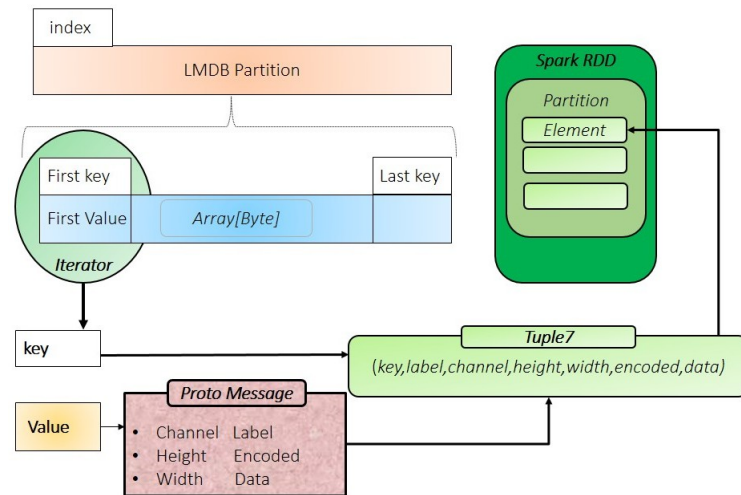 index
LMDB Partition
First key
Last key
First Value
Array[Byte]
Iterator
Spark RDD
Partition
Element
key
Tuple7
(key,label,channel,height,width,encoded,data)
Value
Proto Message
• Channel Label
• Height Encoded
• Width Data